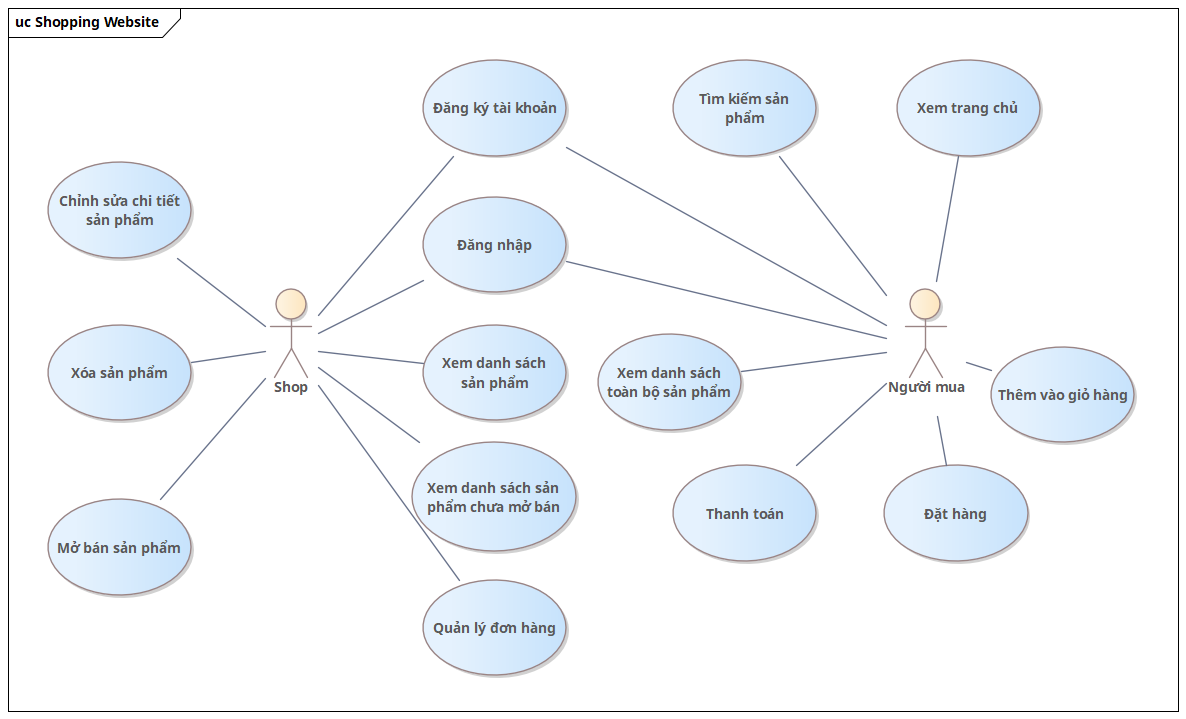 uc Shopping Website
Đăng ký tài khoản
Tìm kiếm sản
phẩm
Xem trang chủ
Chỉnh sửa chi tiết
sản phẩm
Đăng nhập
Xóa sản phẩm
Shop
Xem danh sách
sản phẩm
Xem danh sách
toàn bộ sản phẩm
Người mua
Thêm vào giỏ hàng
Mở bán sản phẩm
Xem danh sách sản
phẩm chưa mở bán
Thanh toán
Đặt hàng
Quản lý đơn hàng